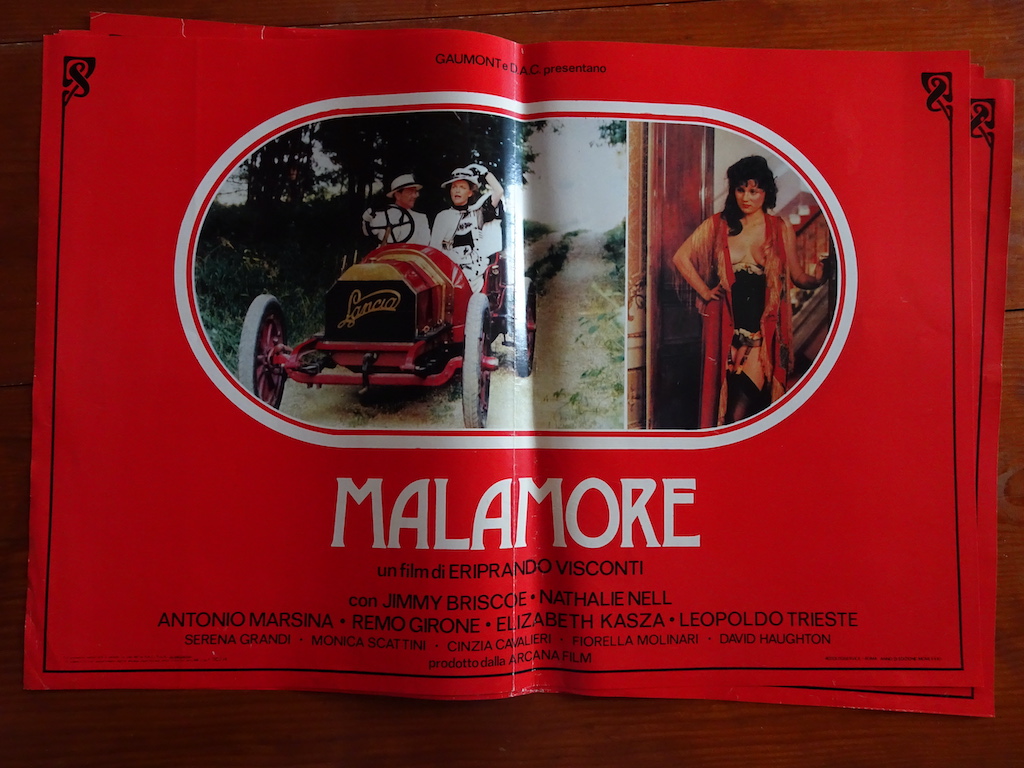 GAUMONT e D.A.C. presentano
Lancia
MALAMORE
un film di ERIPRANDO VISCONTI
con JIMMY BRISCOE • NATHALIE NELL
ANTONIO MARSINA • REMO GIRONE • ELIZABETH KASZA • LEOPOLDO TRIESTE
SERENA GRANDI • MONICA SCATTINI • CINZIA CAVALIERI • FIORELLA MOLINARI • DAVID HAUGHTON
prodotto dalla ARCANA FILM